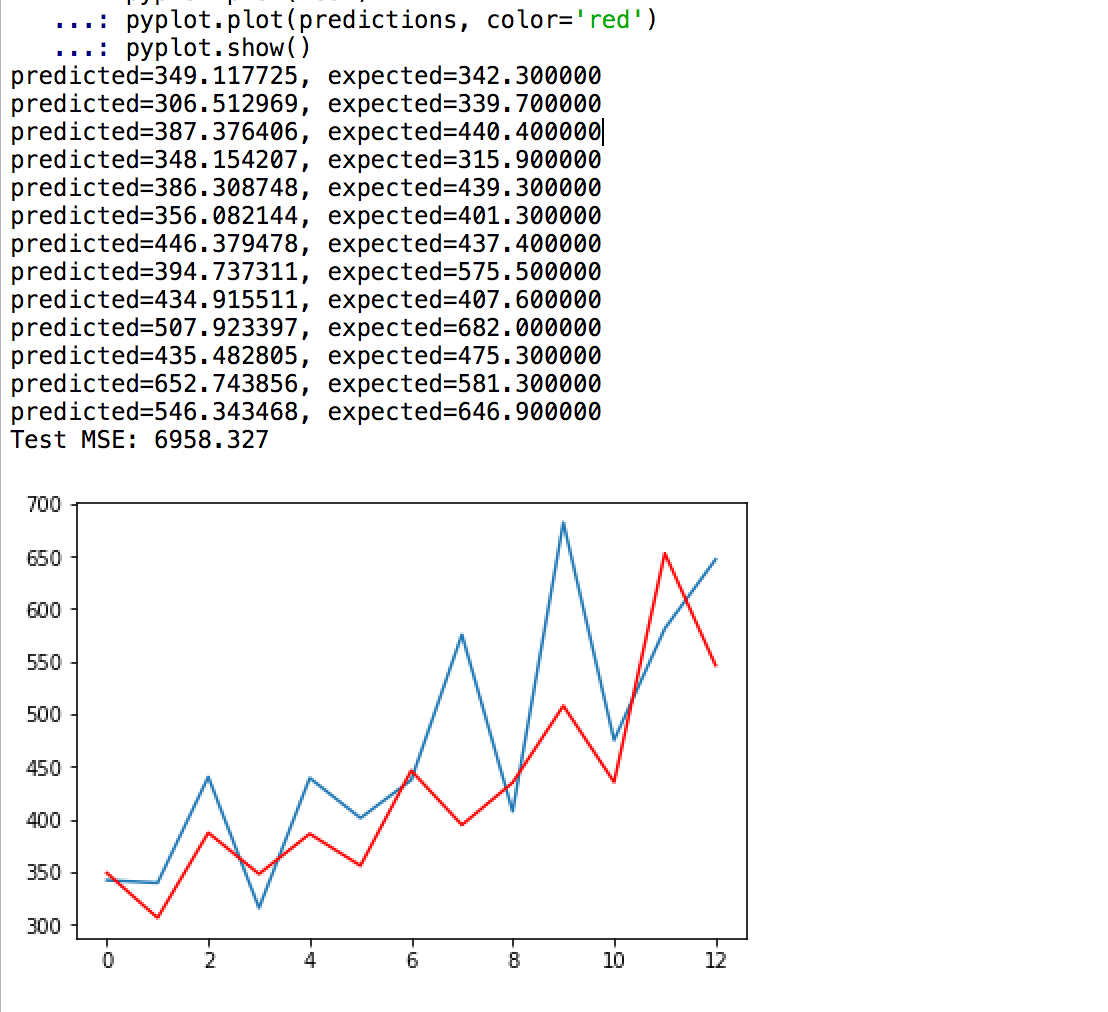 ...: pyplot.plot(predictions, color='red')
...: pyplot.show()
predicted=349.117725, expected=342.300000
predicted=306.512969, expected=339.700000
predicted=387.376406, expected=440.400000
predicted=348.154207, expected=315.900000
predicted=386.308748, expected=439.300000
predicted=356.082144, expected=401.300000
predicted=446.379478, expected=437.400000
predicted=394.737311, expected=575.500000
predicted=434.915511, expected=407.600000
predicted=507.923397, expected=682.000000
predicted=435.482805, expected=475.300000
predicted=652.743856, expected=581.300000
predicted=546.343468, expected=646.900000
Test MSE: 6958.327
700
650
600
550
500
450
400
350
300
0 2 4 6 8 10 12